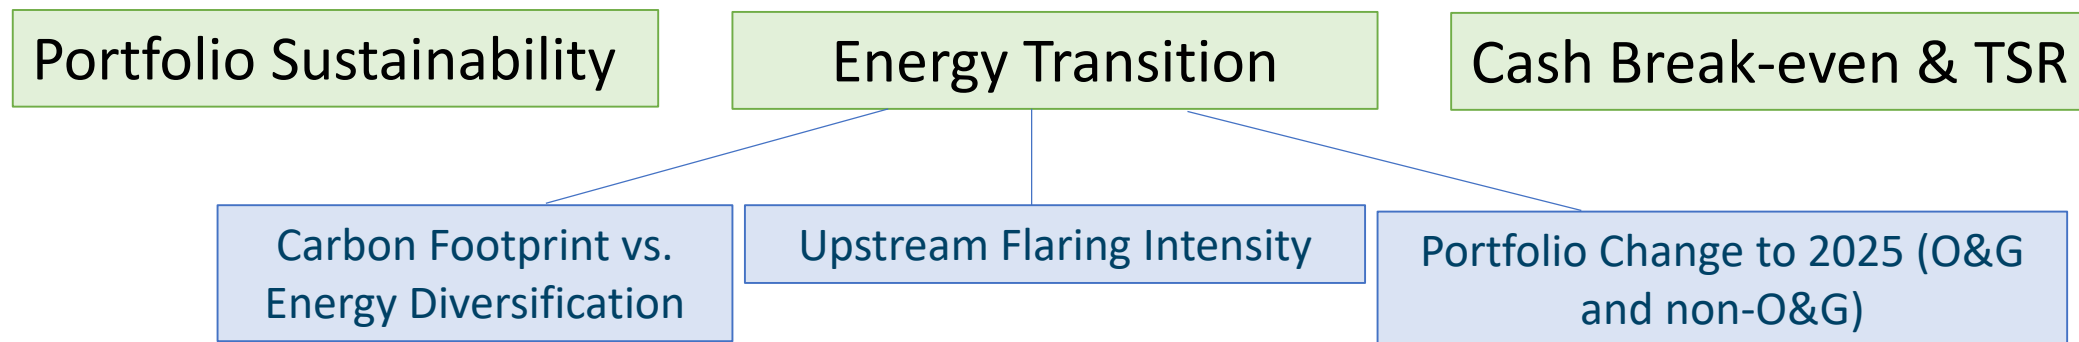 Portfolio Sustainability
Energy Transition
Cash Break-even & TSR
Carbon Footprint vs.
Energy Diversification
Upstream Flaring Intensity
Portfolio Change to 2025 (O&G
and non-O&G)